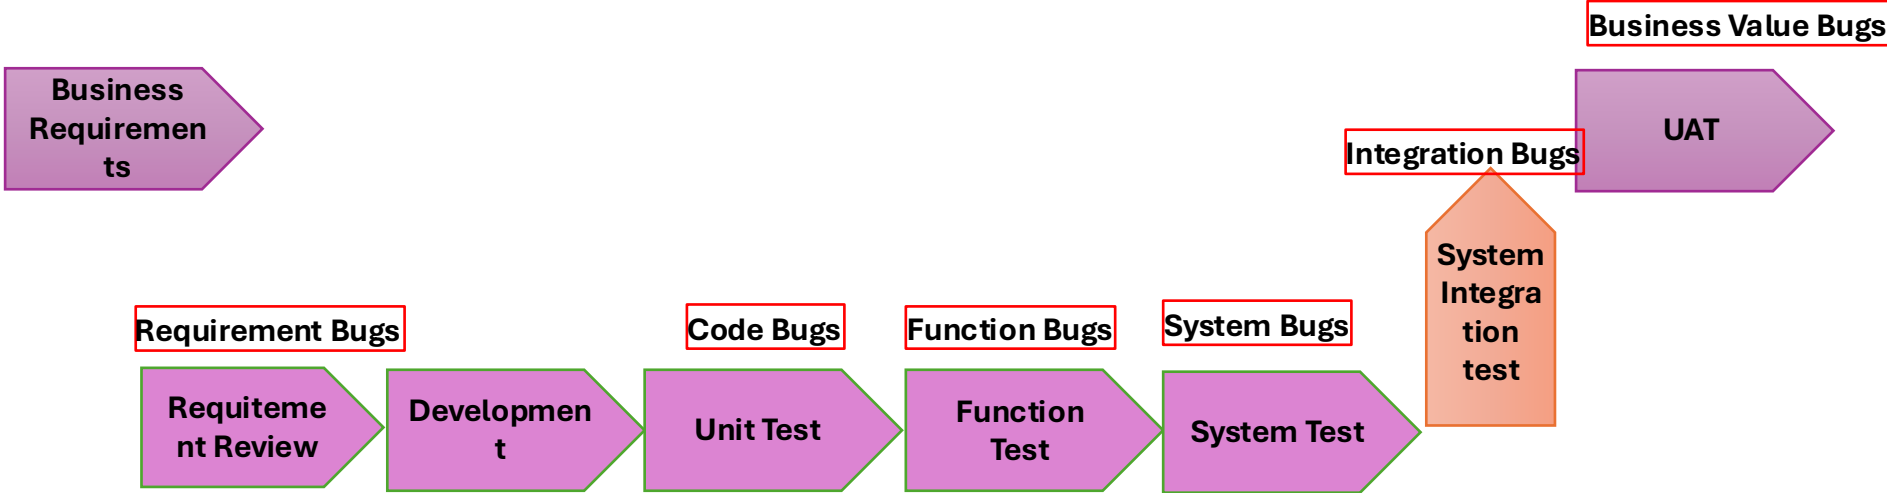 Business Value Bugs
Business
Requiremen
ts
UAT
Integration Bugs
System
Integra
tion
test
Requirement Bugs
Code Bugs
Function Bugs
System Bugs
Requiteme
nt Review
Developmen
t
Unit Test
Function
Test
System Test